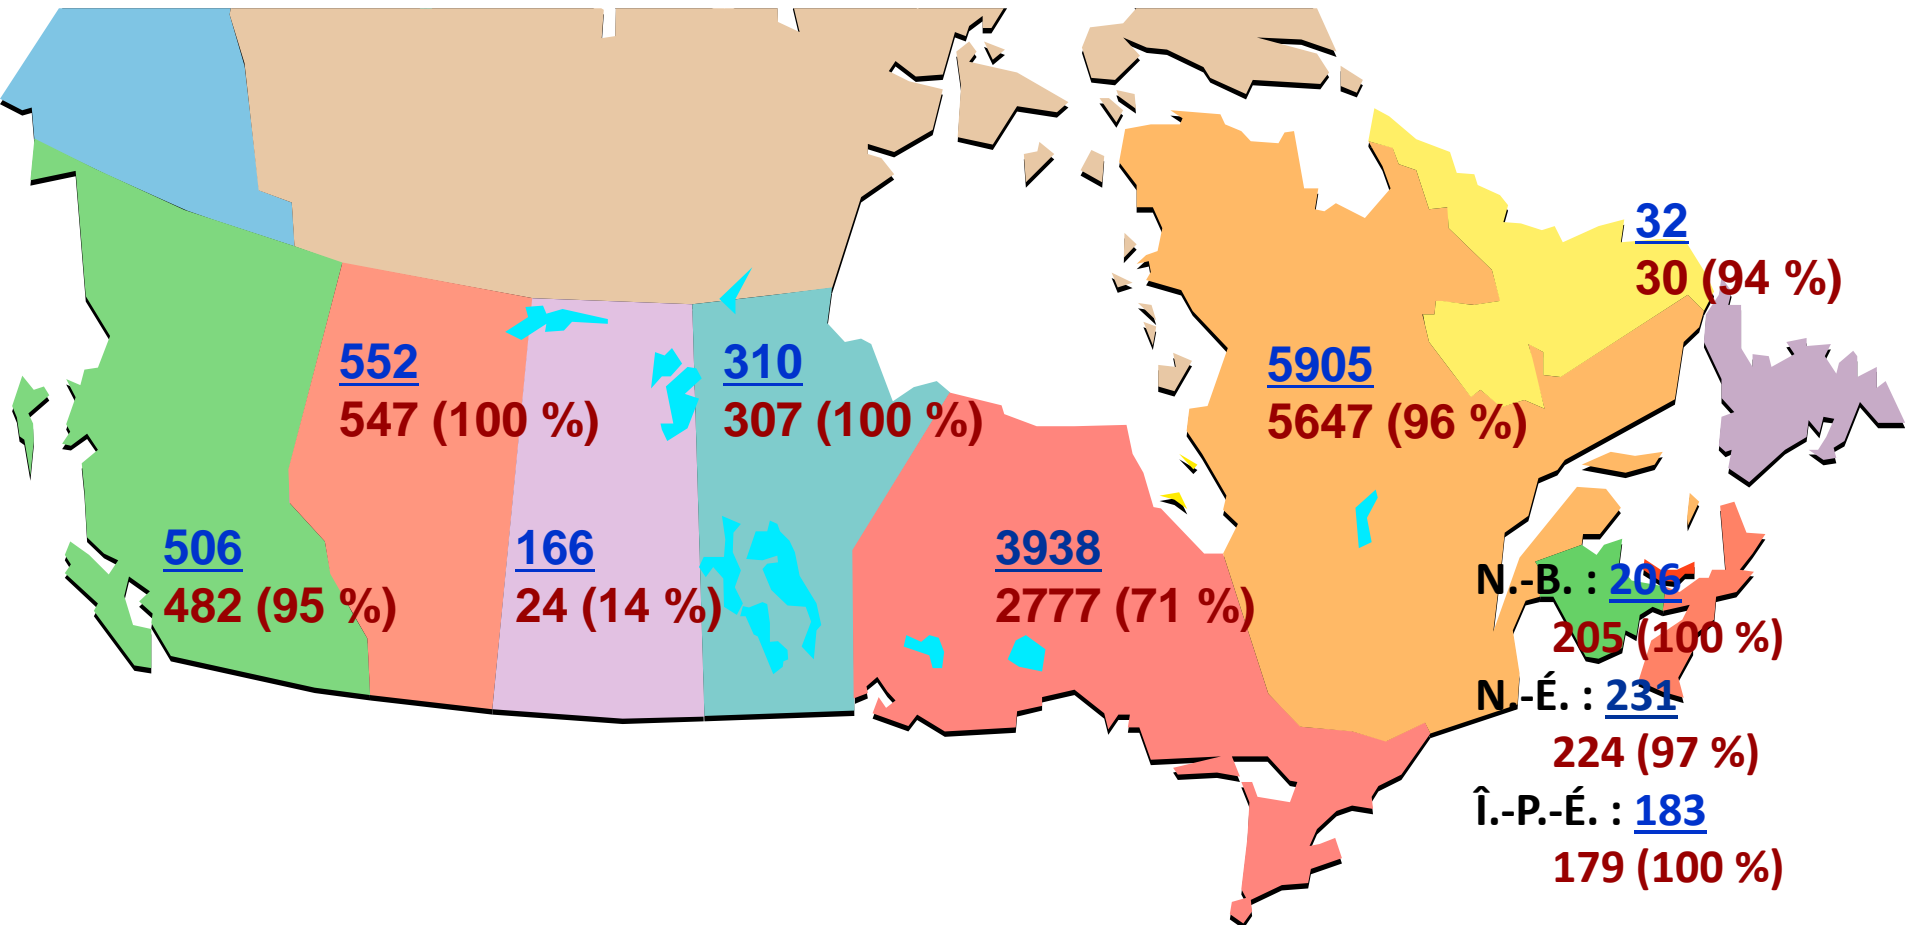 32
30 (94 %)
552
547 (100 %)
310
307 (100 %)
5905
5647 (96 %)
506
482 (95 %)
166
24 (14 %)
3938
2777 (71 %)
N.-B. : 206
205 (100 %)
N.-É. : 231
224 (97 %)
Î.-P.-É. : 183
179 (100 %)